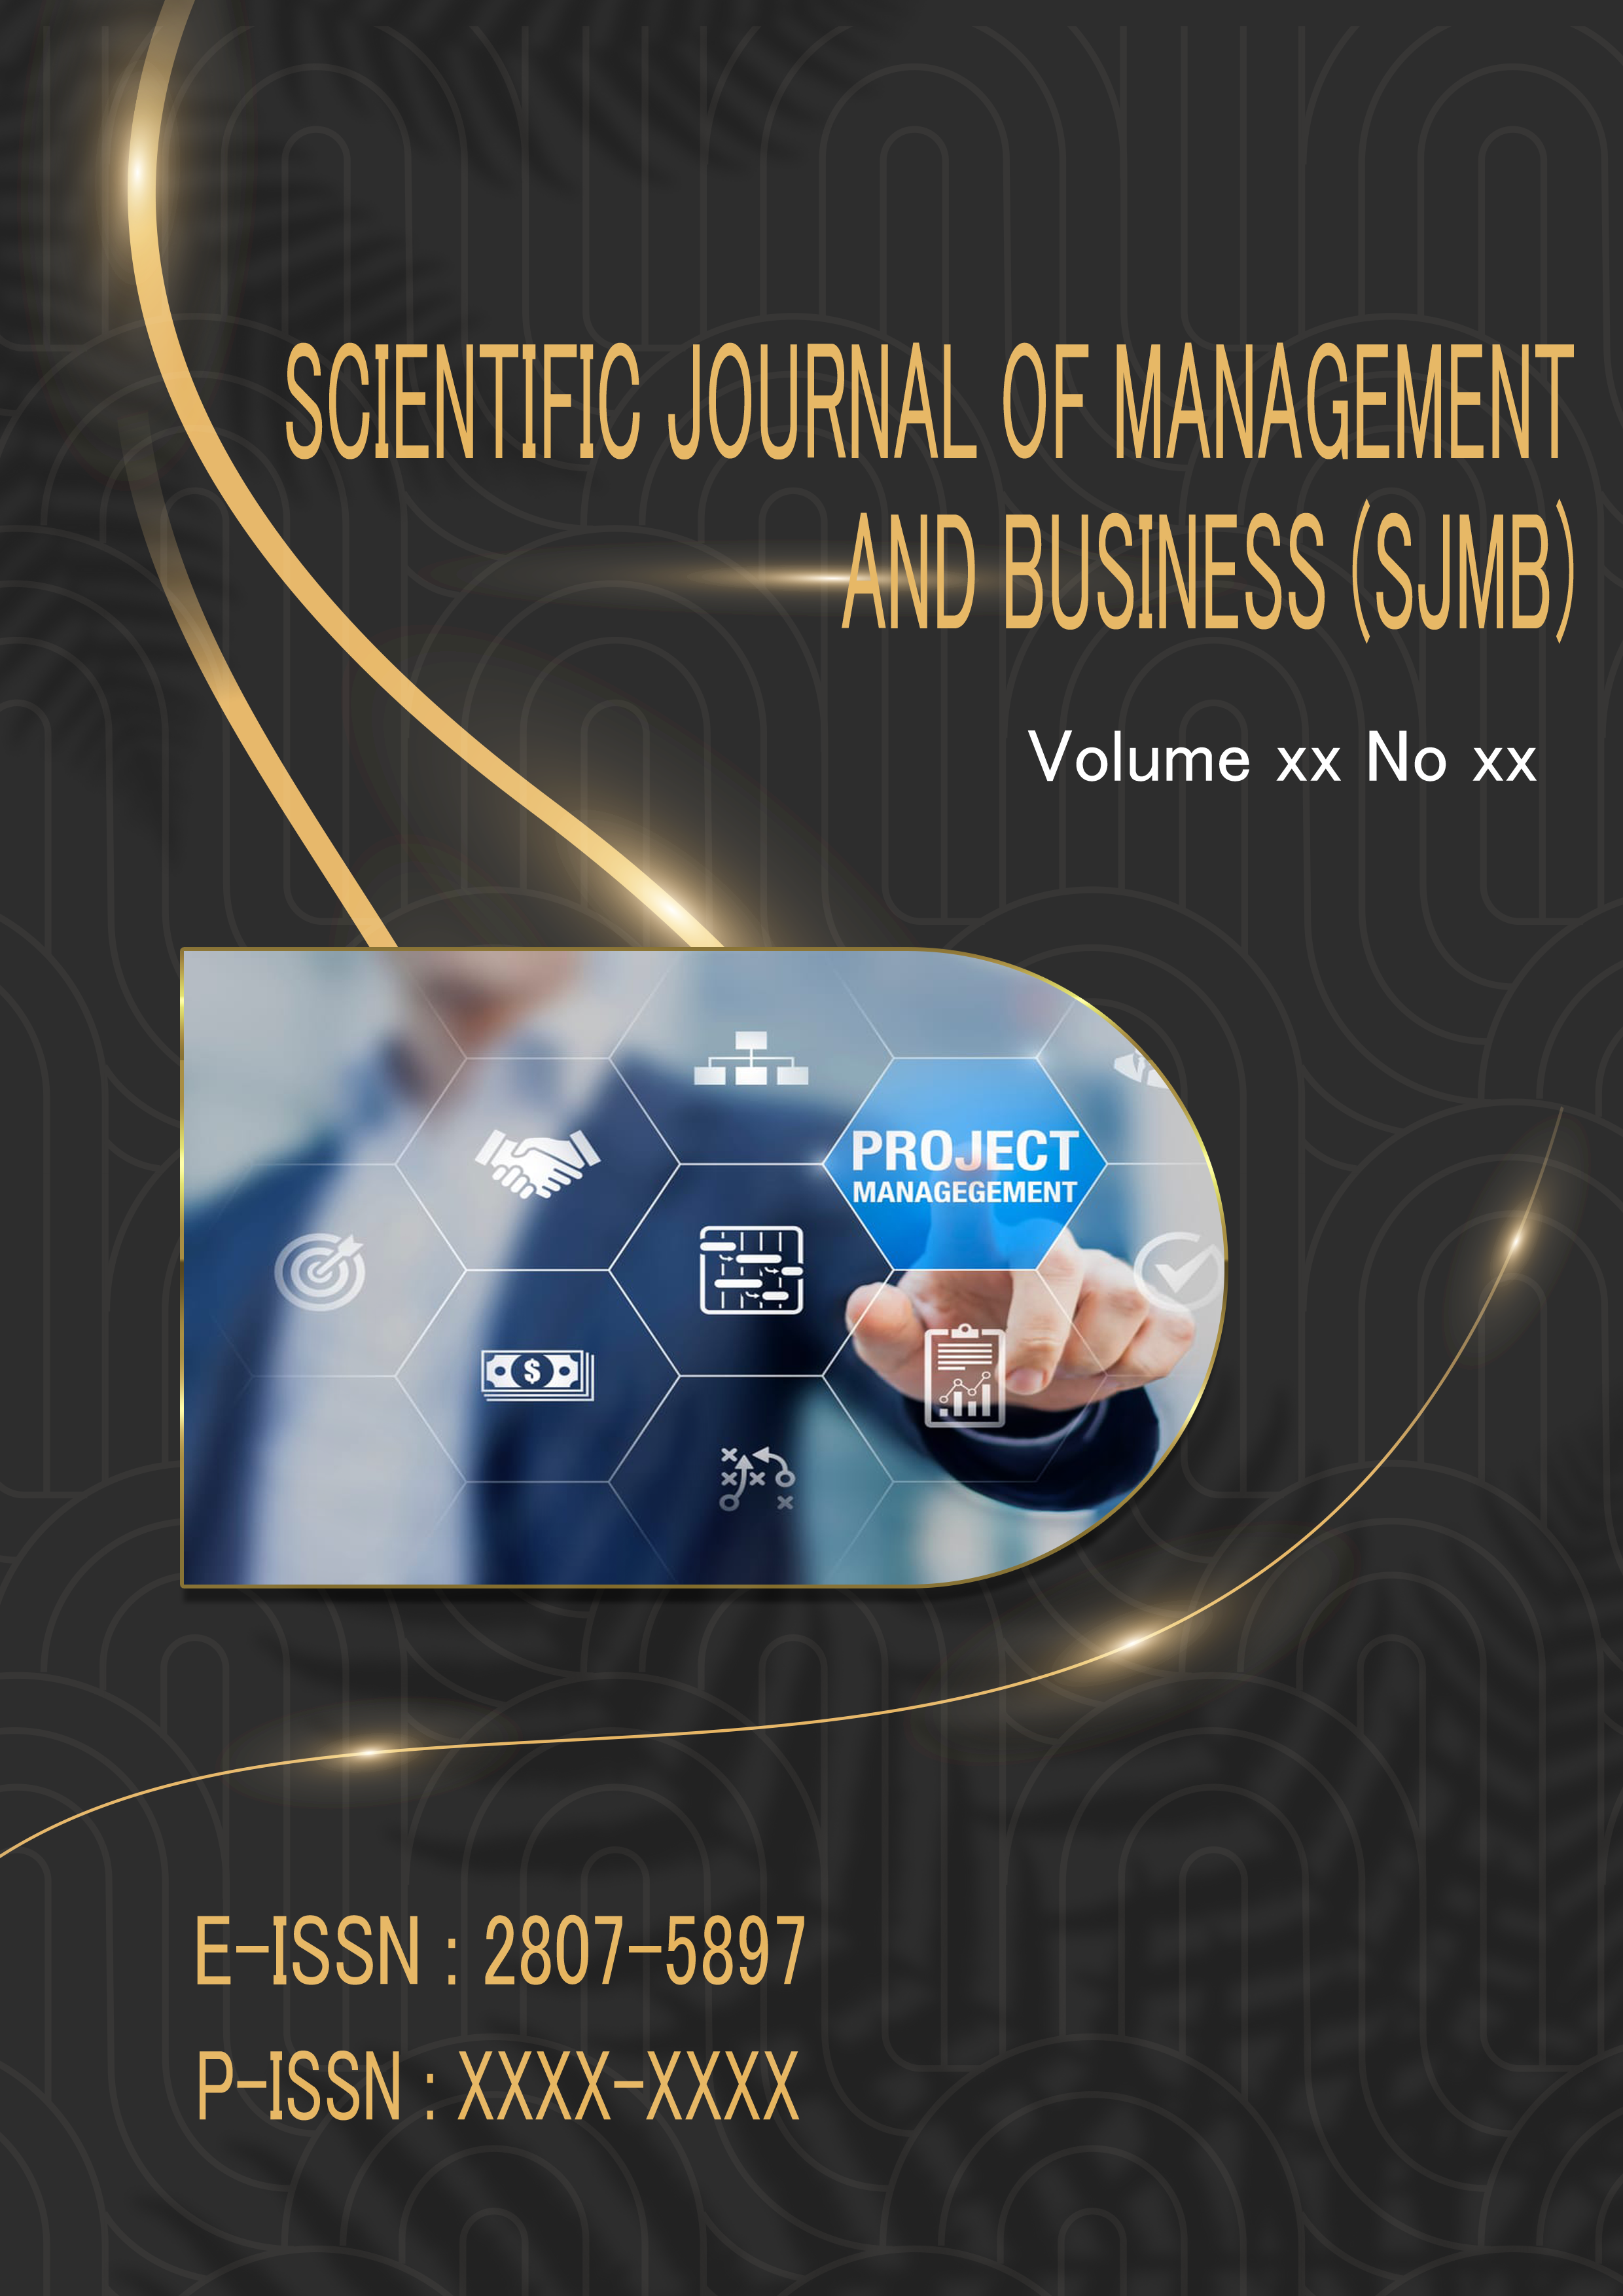 SCIENTIFIC JOURNAL OF MANAGEMENT
AND BUSINESS (SJMB)
Volume xx No xx
PROJECT
MANAGEGEMENT
$
E-ISSN : 2807-5897
P-ISSN : XXXX-XXXX